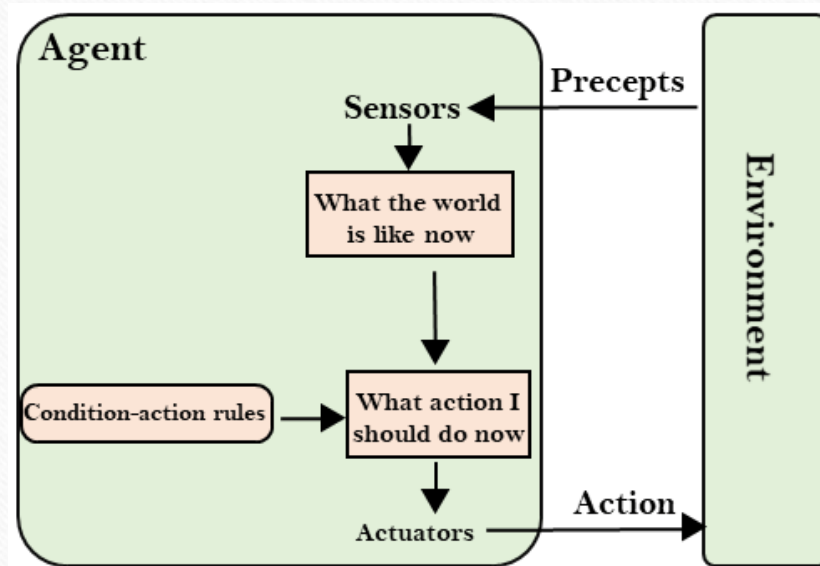 Agent
Precepts
Sensors
What the world
is like now
Environment
Condition-action rules
What action I
should do now
Action
Actuators